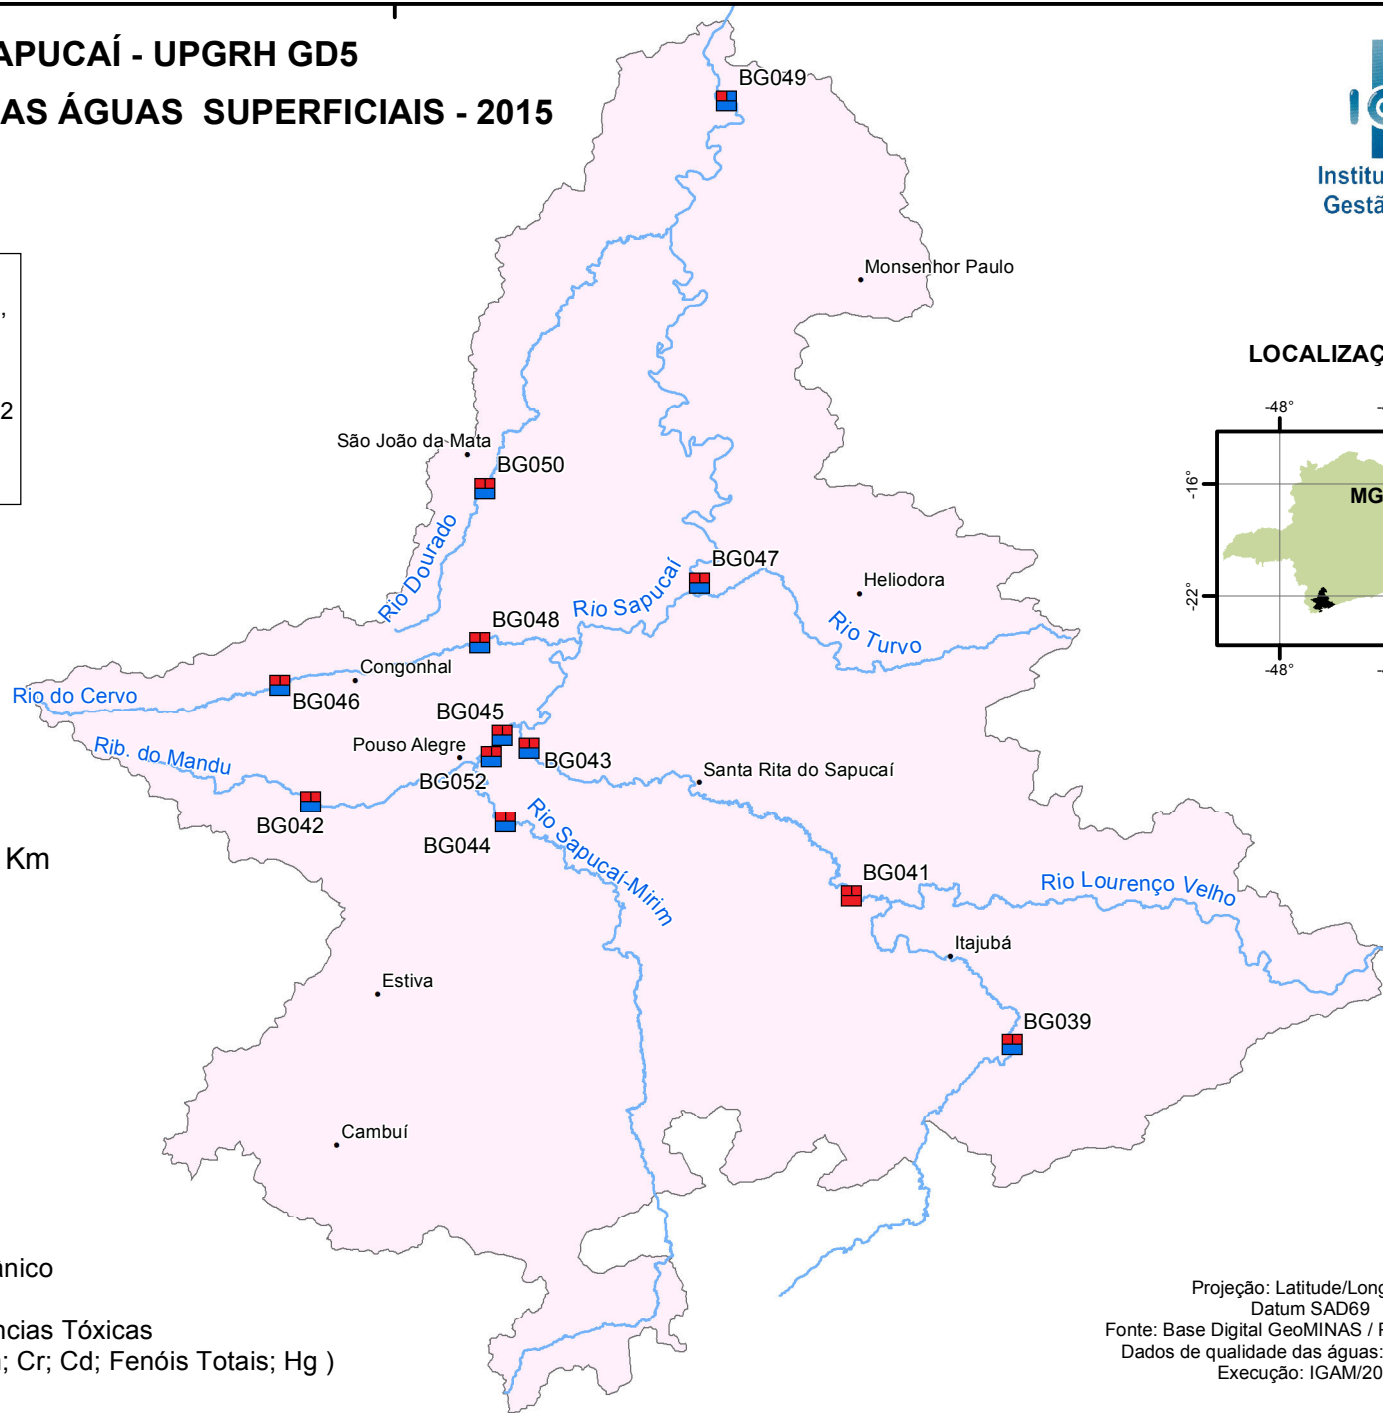 APUCAÍ - UPGRH GD5
AS ÁGUAS SUPERFICIAIS - 2015
Institu
Gestã
,
2
LOCALIZAÇ
-48°
-16°
MG
-22°
-48°
BG049
Monsenhor Paulo
São João da Mata
BG050
Rio Dourado
BG047
Heliodora
Rio Sapucaí
Rio Turvo
BG048
Congonhal
Rio do Cervo
BG046
BG045
Rib. do Mandu
Pouso Alegre
BG043
BG052
Santa Rita do Sapucaí
BG042
BG044
Rio Sapucaí-Mirim
Km
BG041
Rio Lourenço Velho
Itajubá
Estiva
BG039
Cambuí
ânico
ncias Tóxicas
; Cr; Cd; Fenóis Totais; Hg )
Projeção: Latitude/Long
Datum SAD69
Fonte: Base Digital GeoMINAS / P
Dados de qualidade das águas:
Execução: IGAM/20